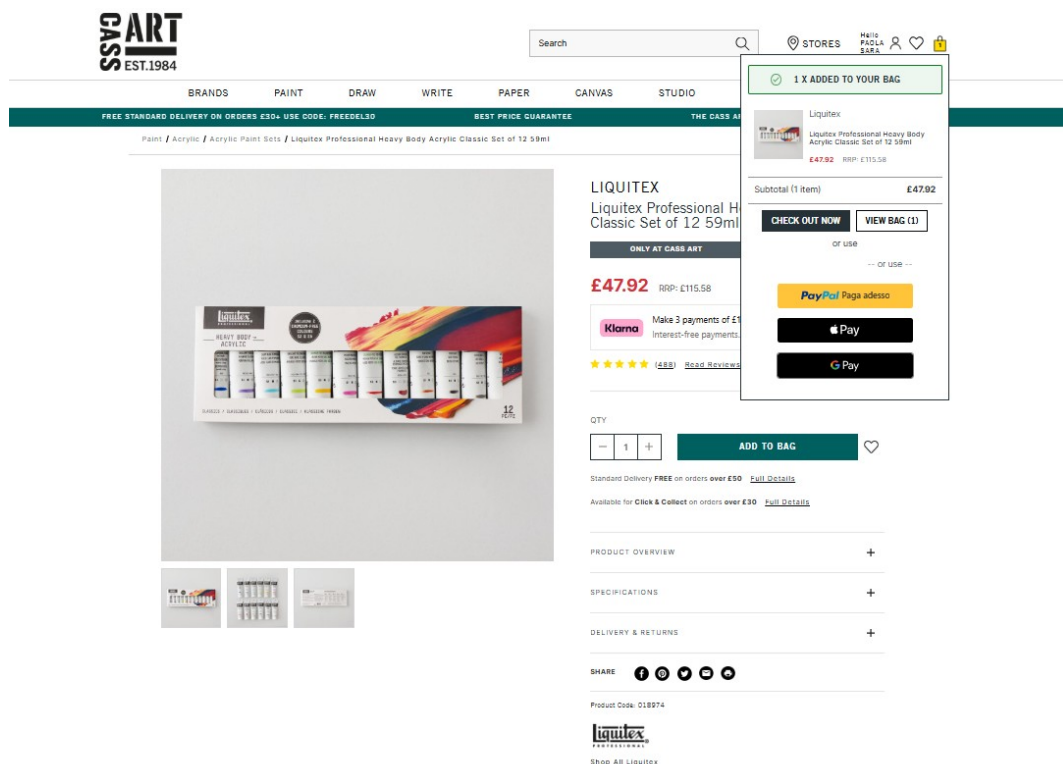 CASS ART
EST.1984
Search
STORES
Hello
PAOLA
SARA
1
1 X ADDED TO YOUR BAG
Liquitex
Liquitex Professional Heavy Body
Acrylic Classic Set of 12 59ml
£47.92 RRP: £115.58
Subtotal (1 item) £47.92
CHECK OUT NOW VIEW BAG (1)
or use
-- or use --
PayPal Paga adesso
Pay
G Pay
BRANDS PAINT DRAW WRITE PAPER CANVAS STUDIO
FREE STANDARD DELIVERY ON ORDERS £30+ USE CODE: FREEDEL30 BEST PRICE GUARANTEE THE CASS AR
Paint / Acrylic / Acrylic Paint Sets / Liquitex Professional Heavy Body Acrylic Classic Set of 12 59ml
Liquitex
PROFESSIONAL
HEAVY BODY
ACRYLIC
12
LIQUITEX
Liquitex Professional H
Classic Set of 12 59ml
ONLY AT CASS ART
£47.92 RRP: £115.58
Klarna
Make 3 payments of £1
Interest-free payments.
(488) Read Reviews
QTY
− 1 +
ADD TO BAG
Standard Delivery FREE on orders over £50 Full Details
Available for Click & Collect on orders over £30 Full Details
PRODUCT OVERVIEW +
SPECIFICATIONS +
DELIVERY & RETURNS +
SHARE
Product Code: 018974
Liquitex
PROFESSIONAL
Shop All Liquitex